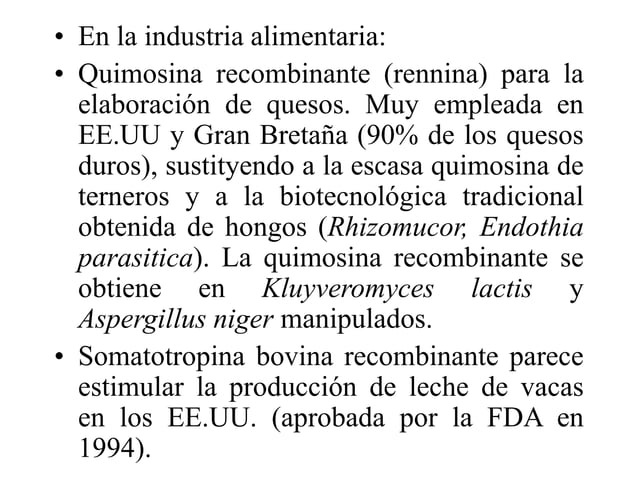 • En la industria alimentaria:
• Quimosina recombinante (rennina) para la
elaboración de quesos. Muy empleada en
EE.UU y Gran Bretaña (90% de los quesos
duros), sustityendo a la escasa quimosina de
terneros y a la biotecnológica tradicional
obtenida de hongos (Rhizomucor, Endothia
parasitica). La quimosina recombinante se
obtiene en Kluyveromyces lactis y
Aspergillus niger manipulados.
• Somatotropina bovina recombinante parece
estimular la producción de leche de vacas
en los EE.UU. (aprobada por la FDA en
1994).